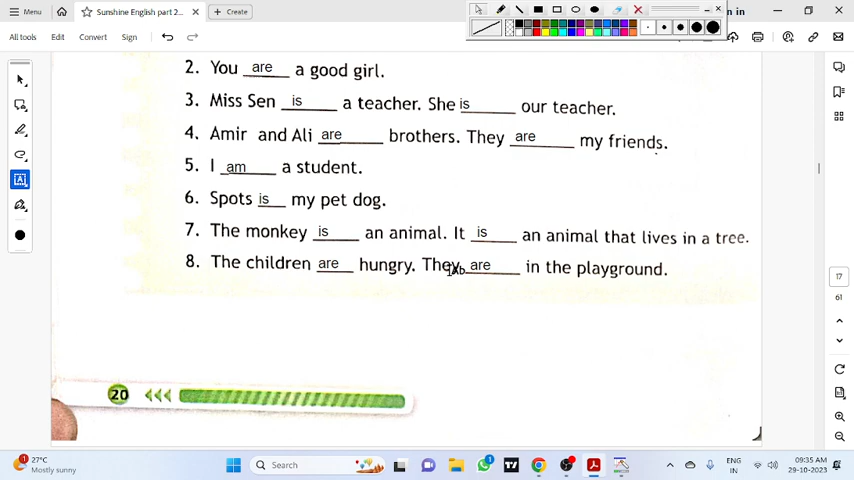 Menu
Sunshine English part 2...
Create
in in
All tools
Edit
Convert
Sign
2. You are a good girl.
3. Miss Sen is a teacher. She is our teacher.
4. Amir and Ali are brothers. They are my friends.
5. I am a student.
6. Spots is my pet dog.
7. The monkey is an animal. It is an animal that lives in a tree.
8. The children are hungry. They are in the playground.
17
61
20
27°C
Mostly sunny
Search
ENG
IN
09:35 AM
29-10-2023